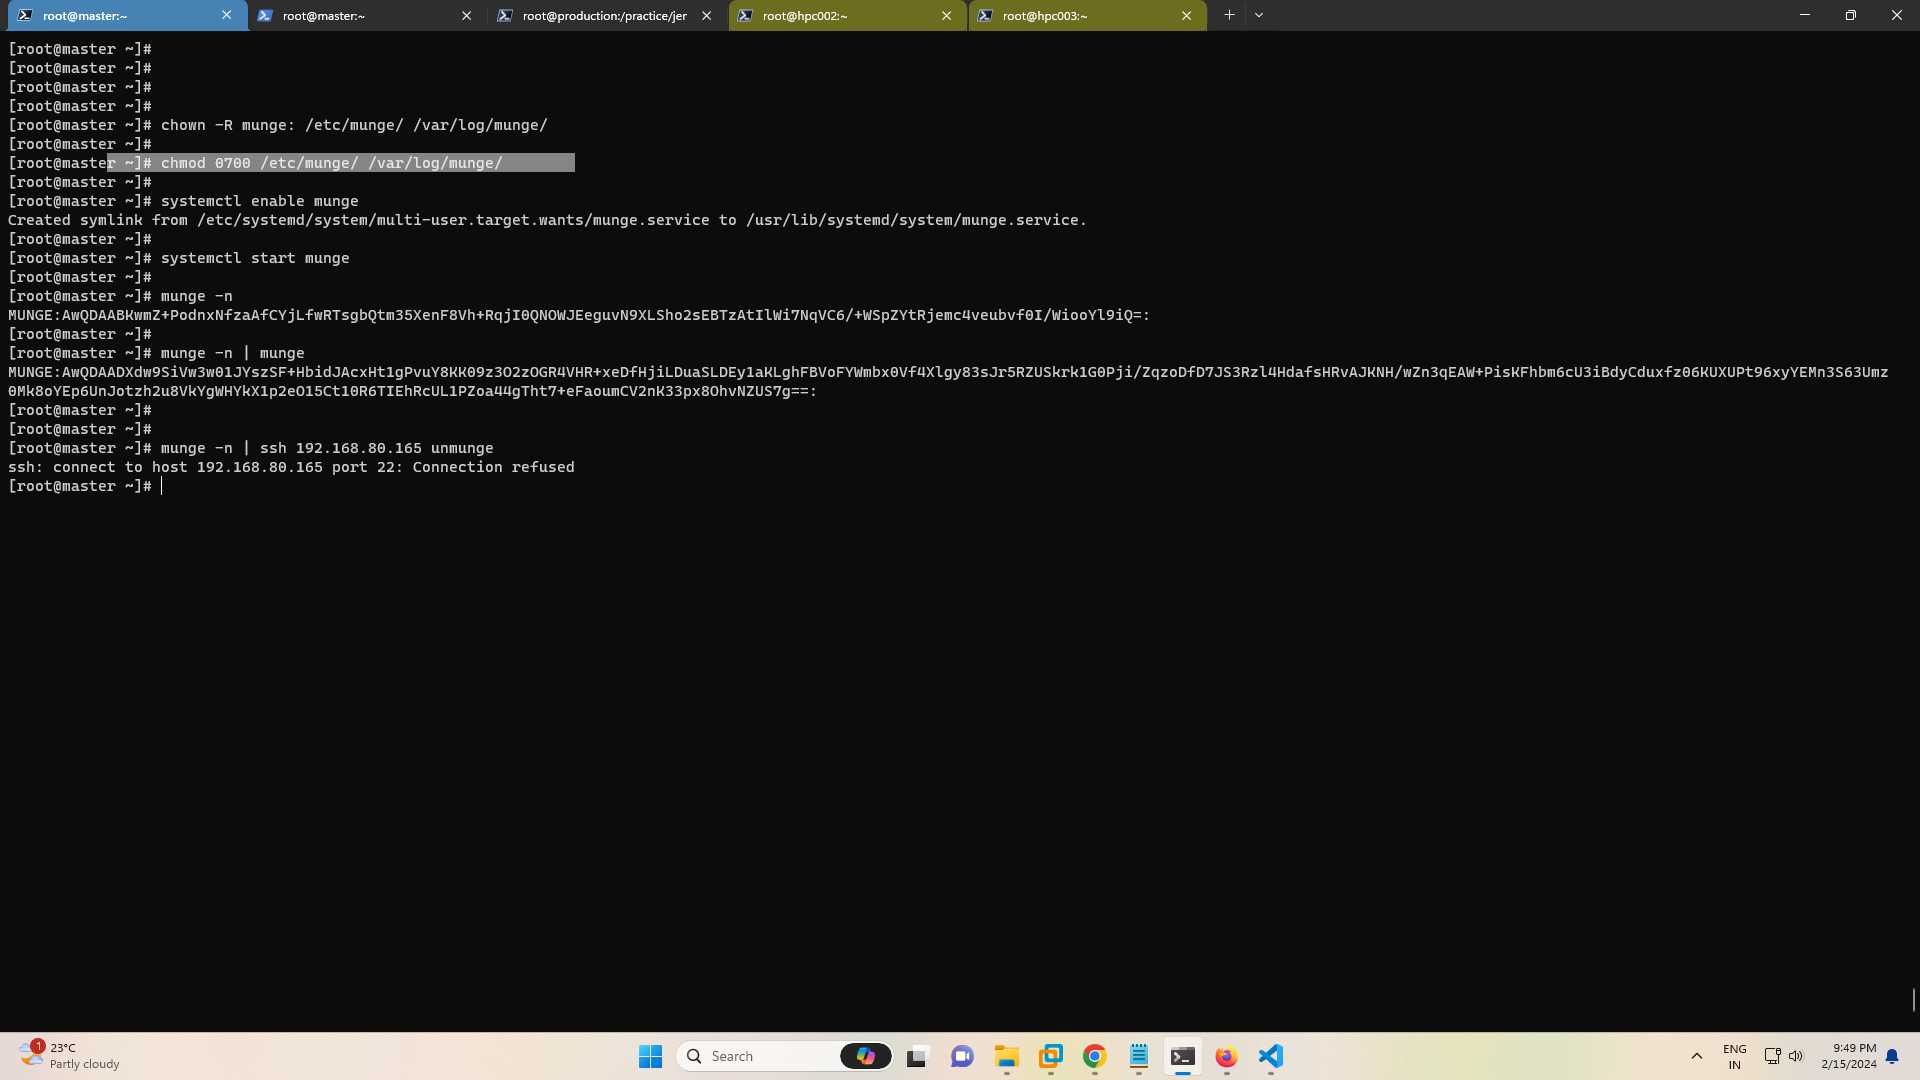 root@master:~
root@master:~
root@production:/practice/jer
root@hpc002:~
root@hpc003:~
[root@master ~]#
[root@master ~]#
[root@master ~]#
[root@master ~]#
[root@master ~]# chown -R munge: /etc/munge/ /var/log/munge/
[root@master ~]#
[root@master ~]# chmod 0700 /etc/munge/ /var/log/munge/
[root@master ~]#
[root@master ~]# systemctl enable munge
Created symlink from /etc/systemd/system/multi-user.target.wants/munge.service to /usr/lib/systemd/system/munge.service.
[root@master ~]#
[root@master ~]# systemctl start munge
[root@master ~]#
[root@master ~]# munge -n
MUNGE:AwQDAABKwmZ+PodnxNfzaAfCYjLfwRTsgbQtm35XenF8Vh+RqjI0QNOWJEeguvN9XLSho2sEBTzAtIlWi7NqVC6/+WSpZYtRjemc4veubvf0I/WiooYl9iQ=:
[root@master ~]#
[root@master ~]# munge -n | munge
MUNGE:AwQDAADXdw9SiVw3w01JYszSF+HbidJAcxHt1gPvuY8KK09z3O2zOGR4VHR+xeDfHjiLDuaSLDEy1aKLghFBVoFYWmbx0Vf4Xlgy83sJr5RZUSkrk1G0Pji/ZqzoDfD7JS3Rzl4HdafsHRvAJKNH/wZn3qEAW+PisKFhbm6cU3iBdyCduxfz06KUXUPt96xyYEMn3S63Umz
0Mk8oYEp6UnJotzh2u8VkYgWHYkX1p2eO15Ct10R6TIEhRcUL1PZoa44gTht7+eFaoumCV2nK33px8OhvNZUS7g==:
[root@master ~]#
[root@master ~]#
[root@master ~]# munge -n | ssh 192.168.80.165 unmunge
ssh: connect to host 192.168.80.165 port 22: Connection refused
[root@master ~]#
1
23°C
Partly cloudy
Search
ENG
IN
9:49 PM
2/15/2024